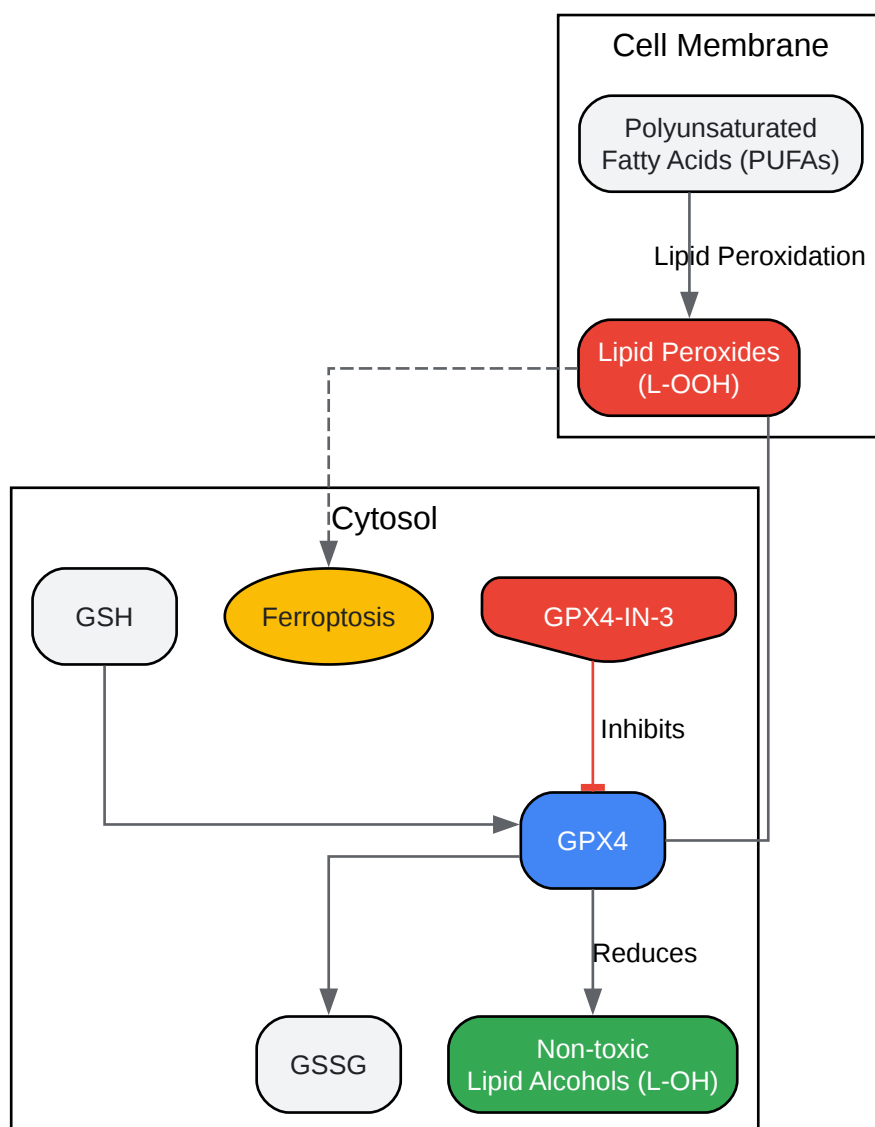 Cell Membrane
Polyunsaturated
Fatty Acids (PUFAs)
Lipid Peroxidation
Lipid Peroxides
(L-OOH)
Cytosol
GSH
Ferroptosis
GPX4-IN-3
Inhibits
GPX4
Reduces
GSSG
Non-toxic
Lipid Alcohols (L-OH)